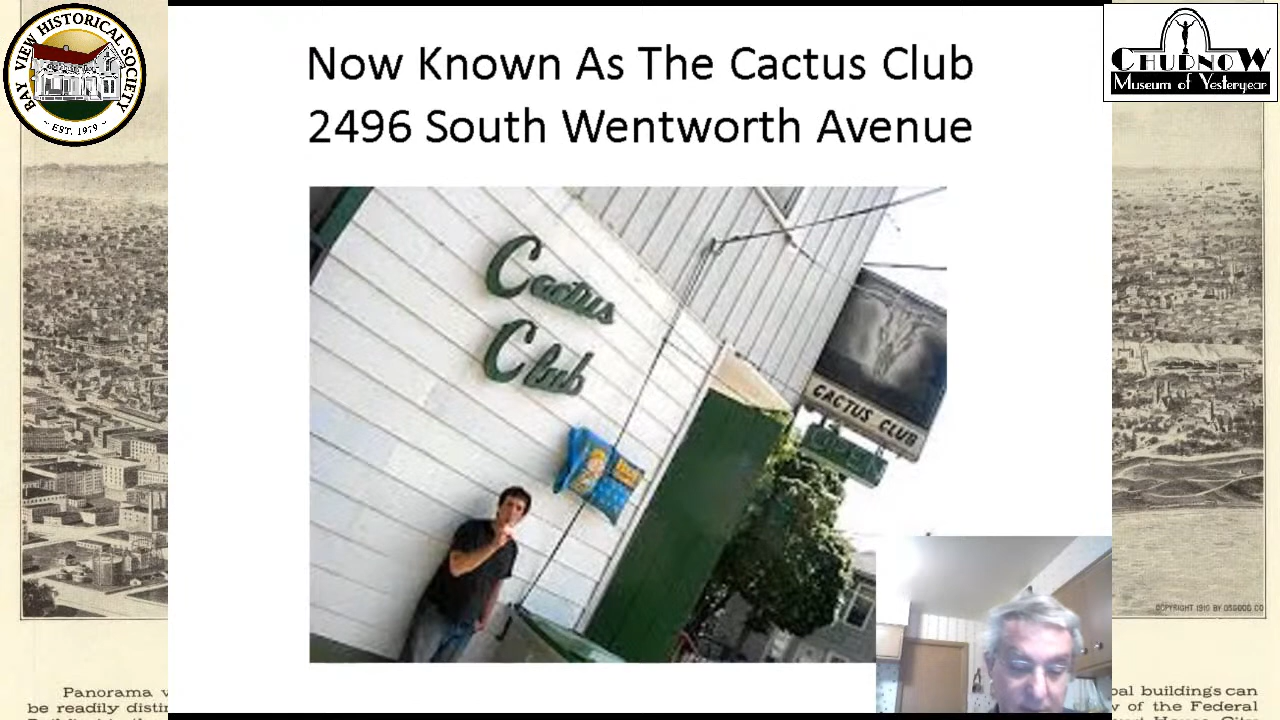 BAY VIEW HISTORICAL SOCIETY
~ EST. 1979 ~
CHUDNOW
Museum of Yesteryear
Now Known As The Cactus Club
2496 South Wentworth Avenue
Cactus
Club
CACTUS CLUB
COPYRIGHT 1910 BY OSGOOD CO
Panorama v
be readily distin
pal buildings can
w of the Federal